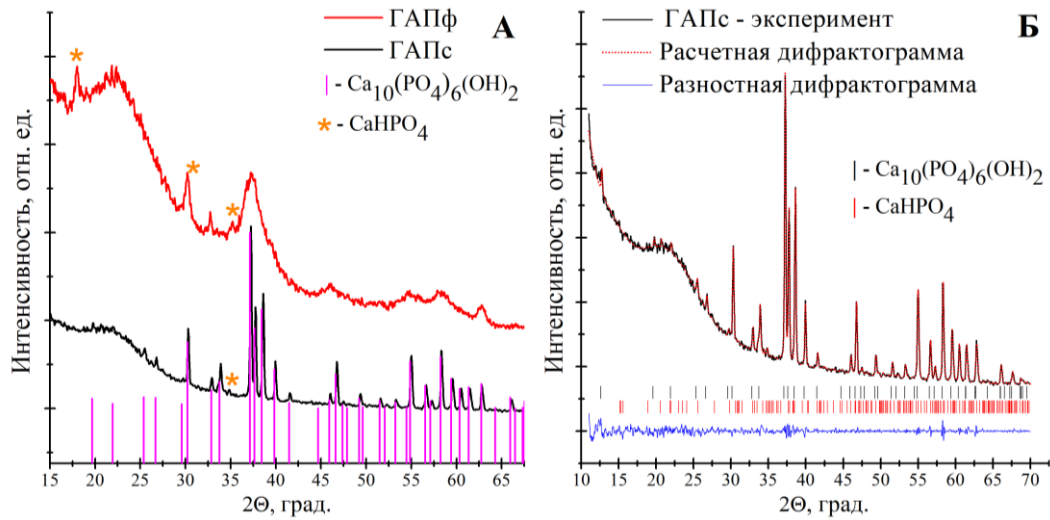 ГАПф
ГАПс
- Ca10(PO4)6(OH)2
* - CaHPO4
А
*
*
*
*
Интенсивность, отн. ед.
15 20 25 30 35 40 45 50 55 60 65
2Θ, град.
ГАПс - эксперимент
Расчетная дифрактограмма
Разностная дифрактограмма
Б
- Ca10(PO4)6(OH)2
- CaHPO4
Интенсивность, отн. ед.
10 15 20 25 30 35 40 45 50 55 60 65 70
2Θ, град.